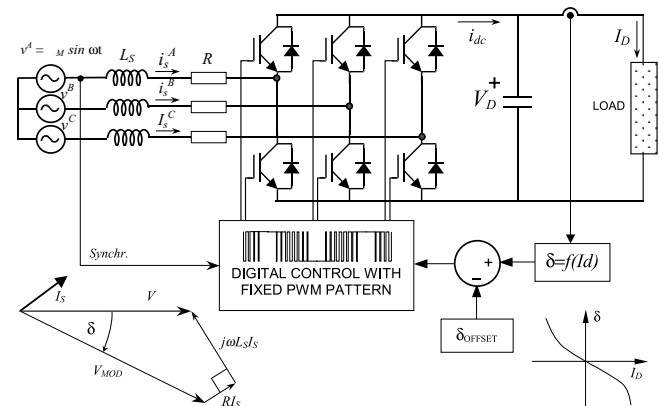 v^A = M sin ωt
L_S
i_s^A
R
i_dc
I_D
v^B
i_s^B
V_D
+
LOAD
v^C
I_s^C
Synchr.
DIGITAL CONTROL WITH
FIXED PWM PATTERN
+
−
δ=f(Id)
δ_OFFSET
I_S
V
δ
V_MOD
jωL_SI_S
RI_S
δ
I_D